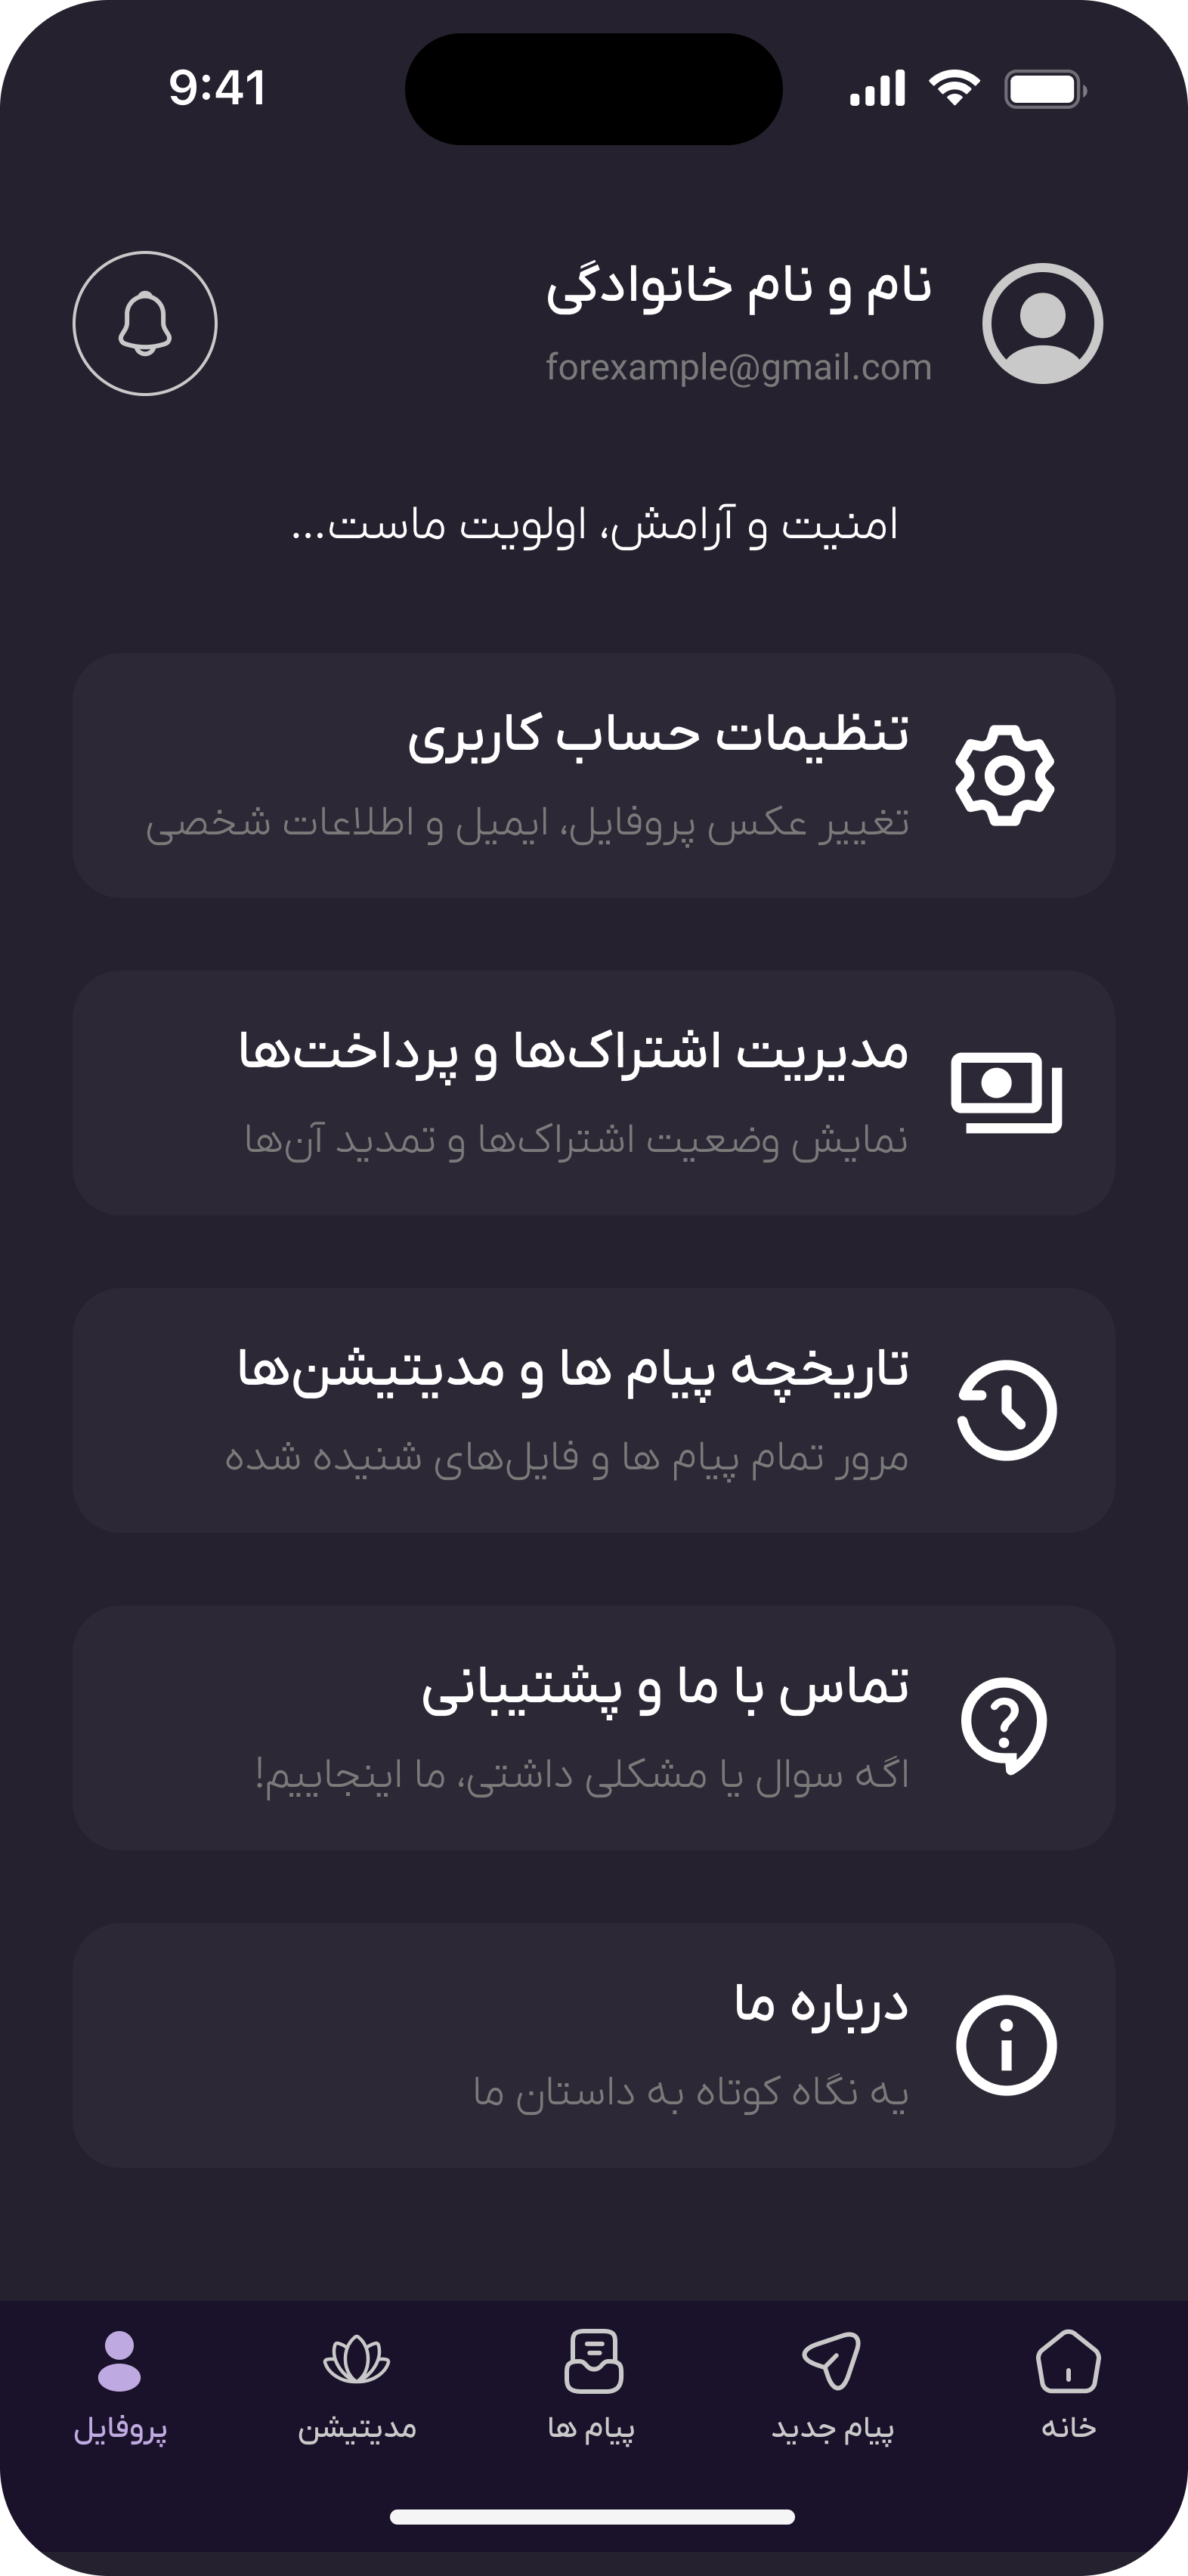 9:41
نام و نام خانوادگی
forexample@gmail.com
امنیت و آرامش، اولویت ماست...
تنظیمات حساب کاربری
تغییر عکس پروفایل، ایمیل و اطلاعات شخصی
مدیریت اشتراک‌ها و پرداخت‌ها
نمایش وضعیت اشتراک‌ها و تمدید آن‌ها
تاریخچه پیام ها و مدیتیشن‌ها
مرور تمام پیام ها و فایل‌های شنیده شده
تماس با ما و پشتیبانی
اگه سوال یا مشکلی داشتی، ما اینجاییم!
درباره ما
یه نگاه کوتاه به داستان ما
خانه
پیام جدید
پیام ها
مدیتیشن
پروفایل